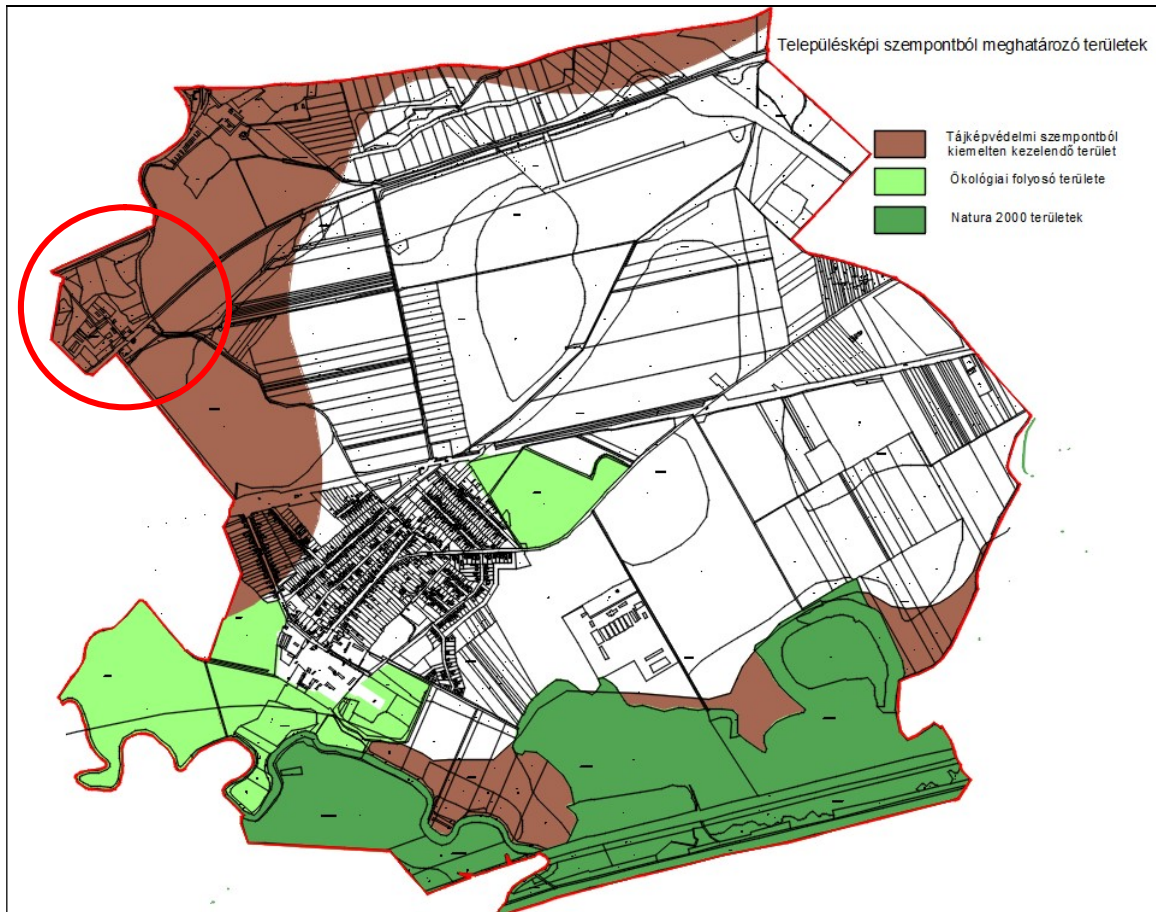 Településképi szempontból meghatározó területek
Tájképvédelmi szempontból
kiemelten kezelendő terület
Ökológiai folyosó területe
Natura 2000 területek